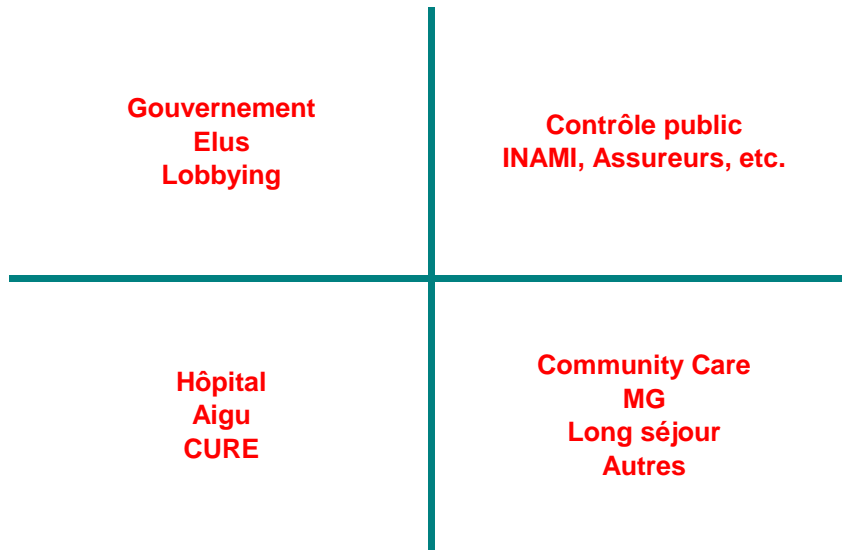 Gouvernement
Elus
Lobbying
Contrôle public
INAMI, Assureurs, etc.
Hôpital
Aigu
CURE
Community Care
MG
Long séjour
Autres